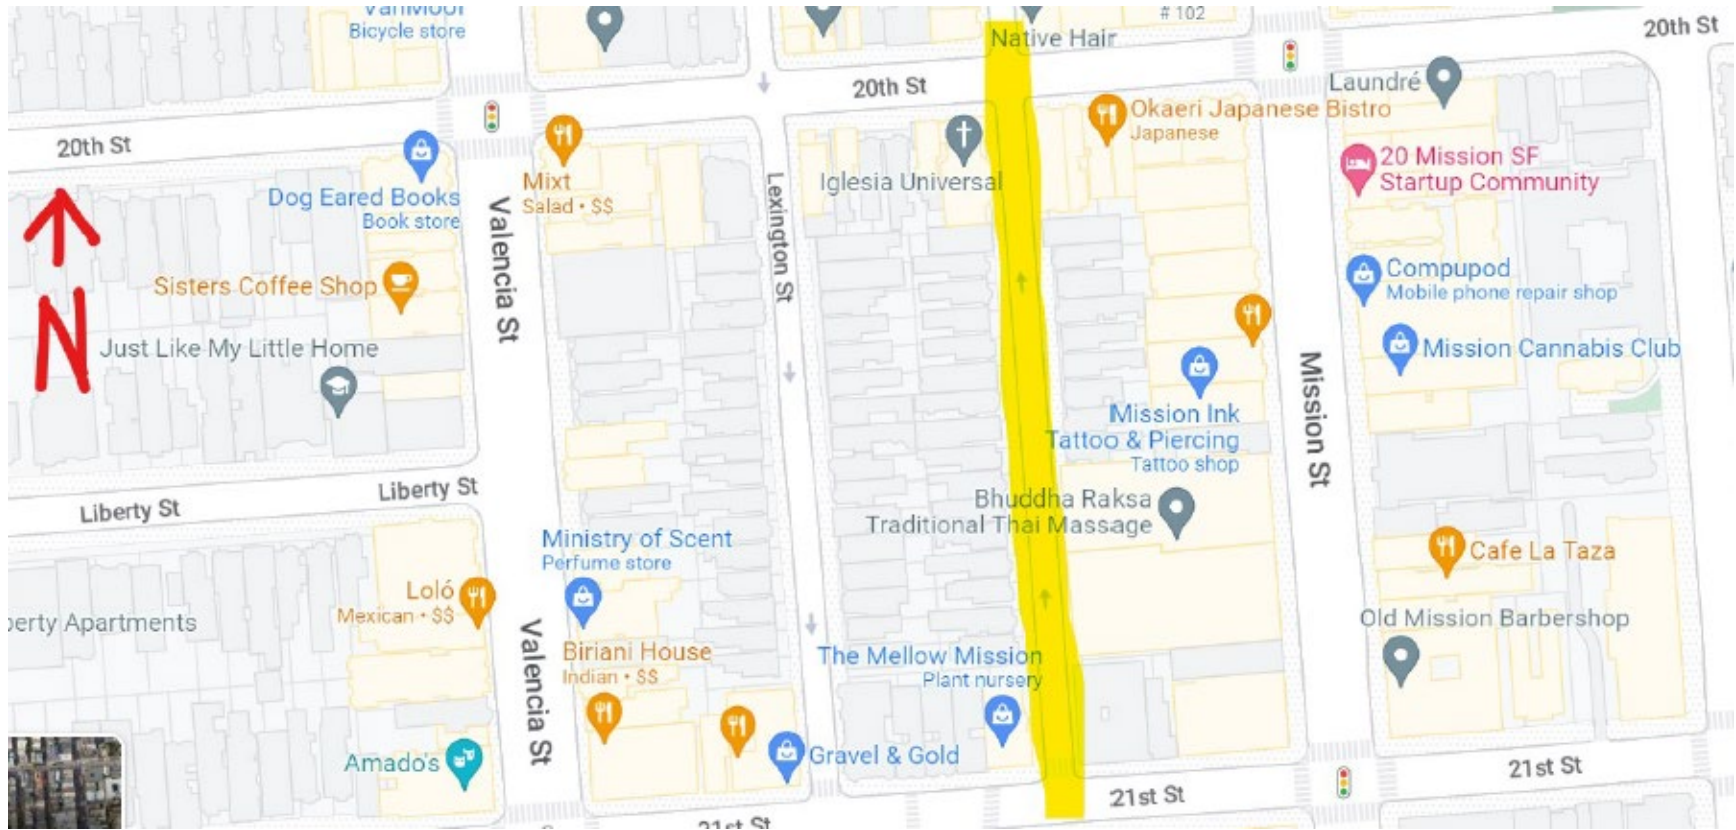 VanMoof
Bicycle store
# 102
Native Hair
20th St
20th St
Laundré
20th St
Okaeri Japanese Bistro
Japanese
20th St
Dog Eared Books
Book store
Mixt
Salad • $$
Iglesia Universal
20 Mission SF
Startup Community
Valencia St
Lexington St
N
Sisters Coffee Shop
Compupod
Mobile phone repair shop
Just Like My Little Home
Mission Cannabis Club
Mission St
Mission Ink
Tattoo & Piercing
Tattoo shop
Liberty St
Liberty St
Bhuddha Raksa
Traditional Thai Massage
Ministry of Scent
Perfume store
Cafe La Taza
Loló
Mexican • $$
perty Apartments
Old Mission Barbershop
Valencia St
Biriani House
Indian • $$
The Mellow Mission
Plant nursery
Amado's
Gravel & Gold
21st St
21st St
21st St